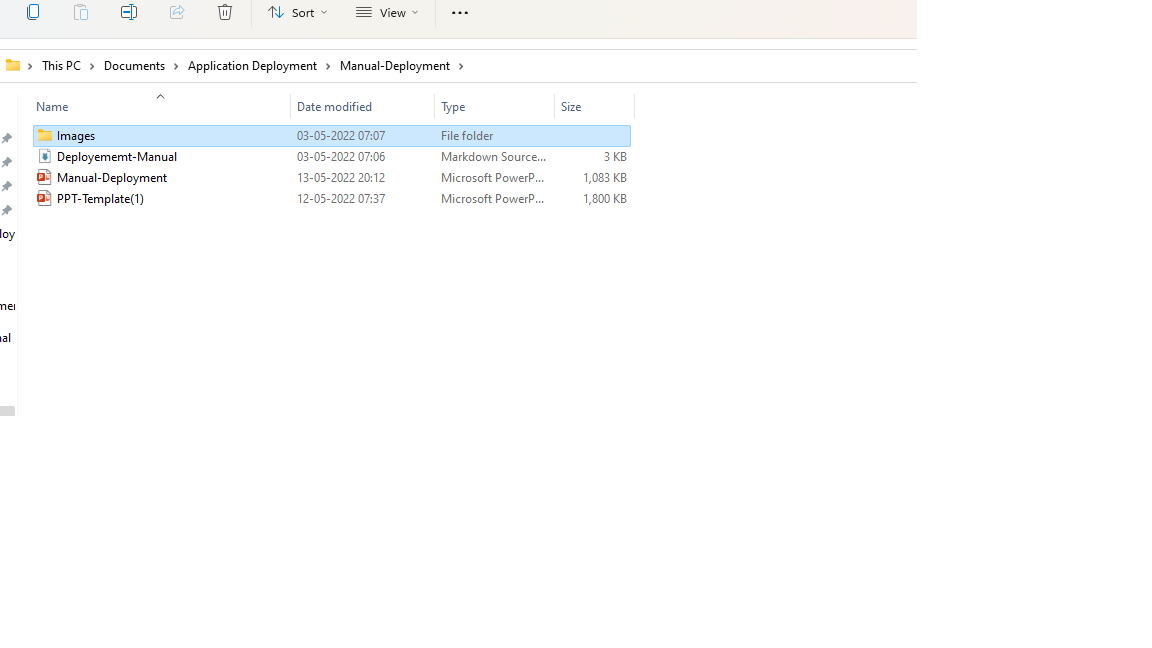 Sort View
This PC Documents Application Deployment Manual-Deployment
Name Date modified Type Size
Images 03-05-2022 07:07 File folder
Deployememt-Manual 03-05-2022 07:06 Markdown Source... 3 KB
Manual-Deployment 13-05-2022 20:12 Microsoft PowerP... 1,083 KB
PPT-Template(1) 12-05-2022 07:37 Microsoft PowerP... 1,800 KB